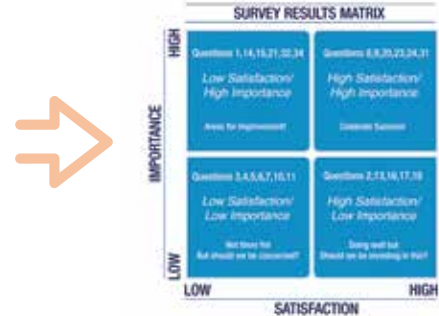 SURVEY RESULTS MATRIX
HIGH
IMPORTANCE
LOW
Questions 1,14,15,21,22,24
Low Satisfaction/
High Importance
Areas for Improvement!
Questions 8,9,20,23,24,31
High Satisfaction/
High Importance
Celebrate Success!
Questions 3,4,5,6,7,10,11
Low Satisfaction/
Low Importance
Not there Yet
But should we be concerned?
Questions 2,13,16,17,18
High Satisfaction/
Low Importance
Doing well but
Should we be investing in this?
LOW
HIGH
SATISFACTION